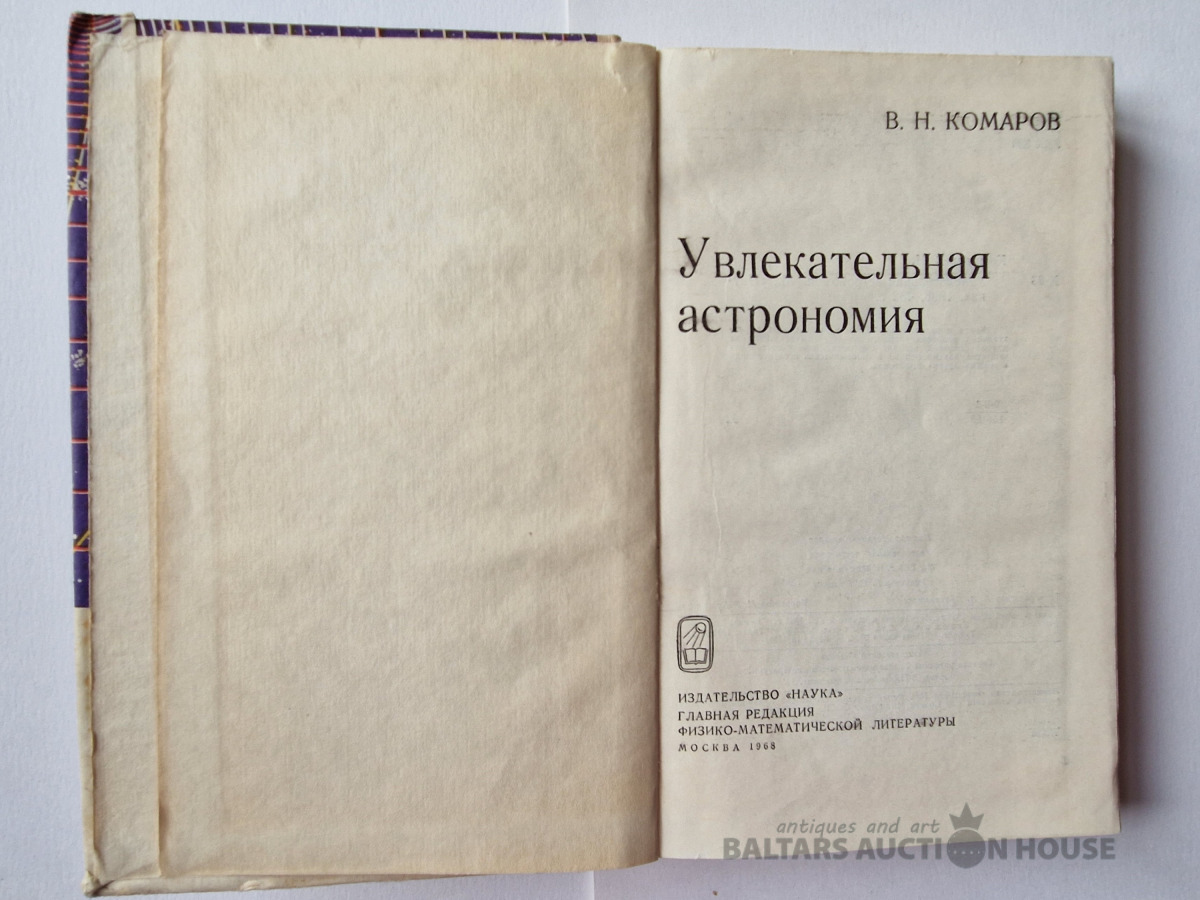 В. Н. КОМАРОВ
Увлекательная
астрономия
ИЗДАТЕЛЬСТВО «НАУКА»
ГЛАВНАЯ РЕДАКЦИЯ
ФИЗИКО-МАТЕМАТИЧЕСКОЙ ЛИТЕРАТУРЫ
МОСКВА 1968
antiques and art
BALTARS AUCTION HOUSE